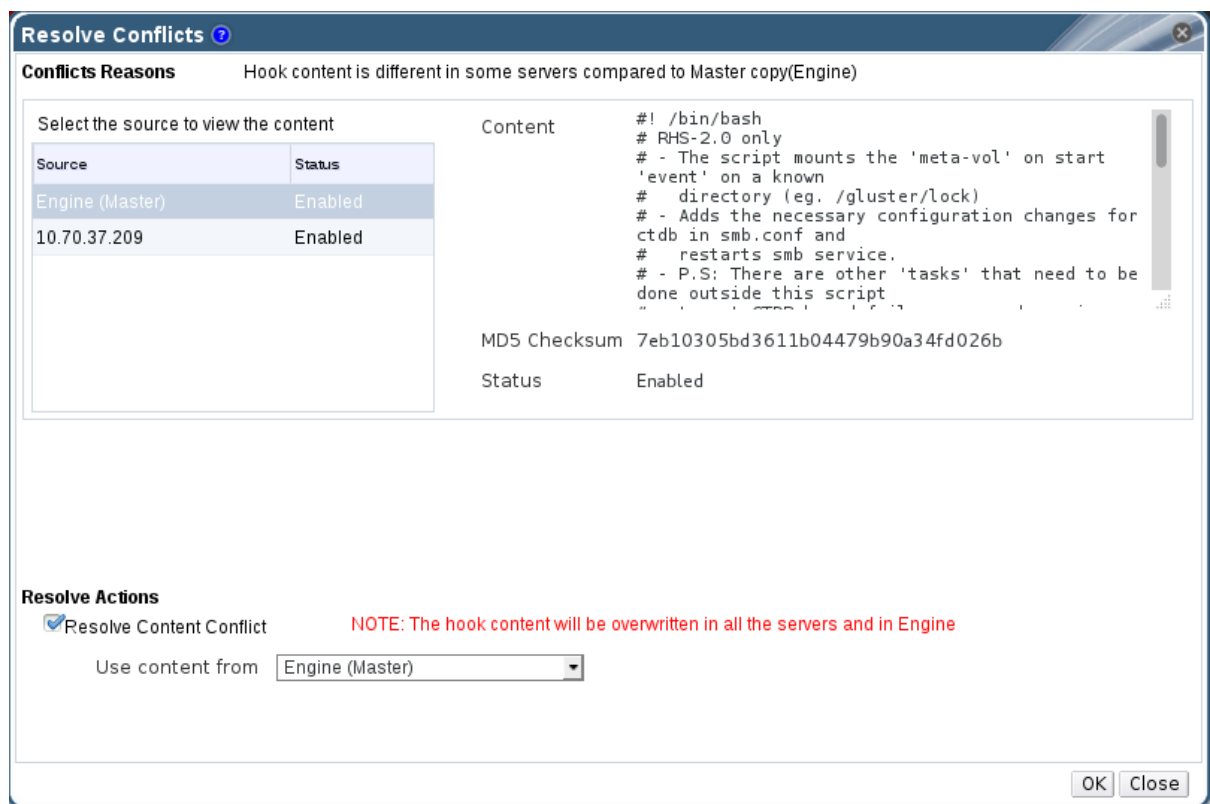 Resolve Conflicts ?
Conflicts Reasons Hook content is different in some servers compared to Master copy(Engine)
Select the source to view the content
Source Status
Engine (Master) Enabled
10.70.37.209 Enabled
Content
#! /bin/bash
# RHS-2.0 only
# - The script mounts the 'meta-vol' on start
'event' on a known
#   directory (eg. /gluster/lock)
# - Adds the necessary configuration changes for
ctdb in smb.conf and
#   restarts smb service.
# - P.S: There are other 'tasks' that need to be
done outside this script
MD5 Checksum 7eb10305bd3611b04479b90a34fd026b
Status Enabled
Resolve Actions
Resolve Content Conflict NOTE: The hook content will be overwritten in all the servers and in Engine
Use content from Engine (Master)
OK Close